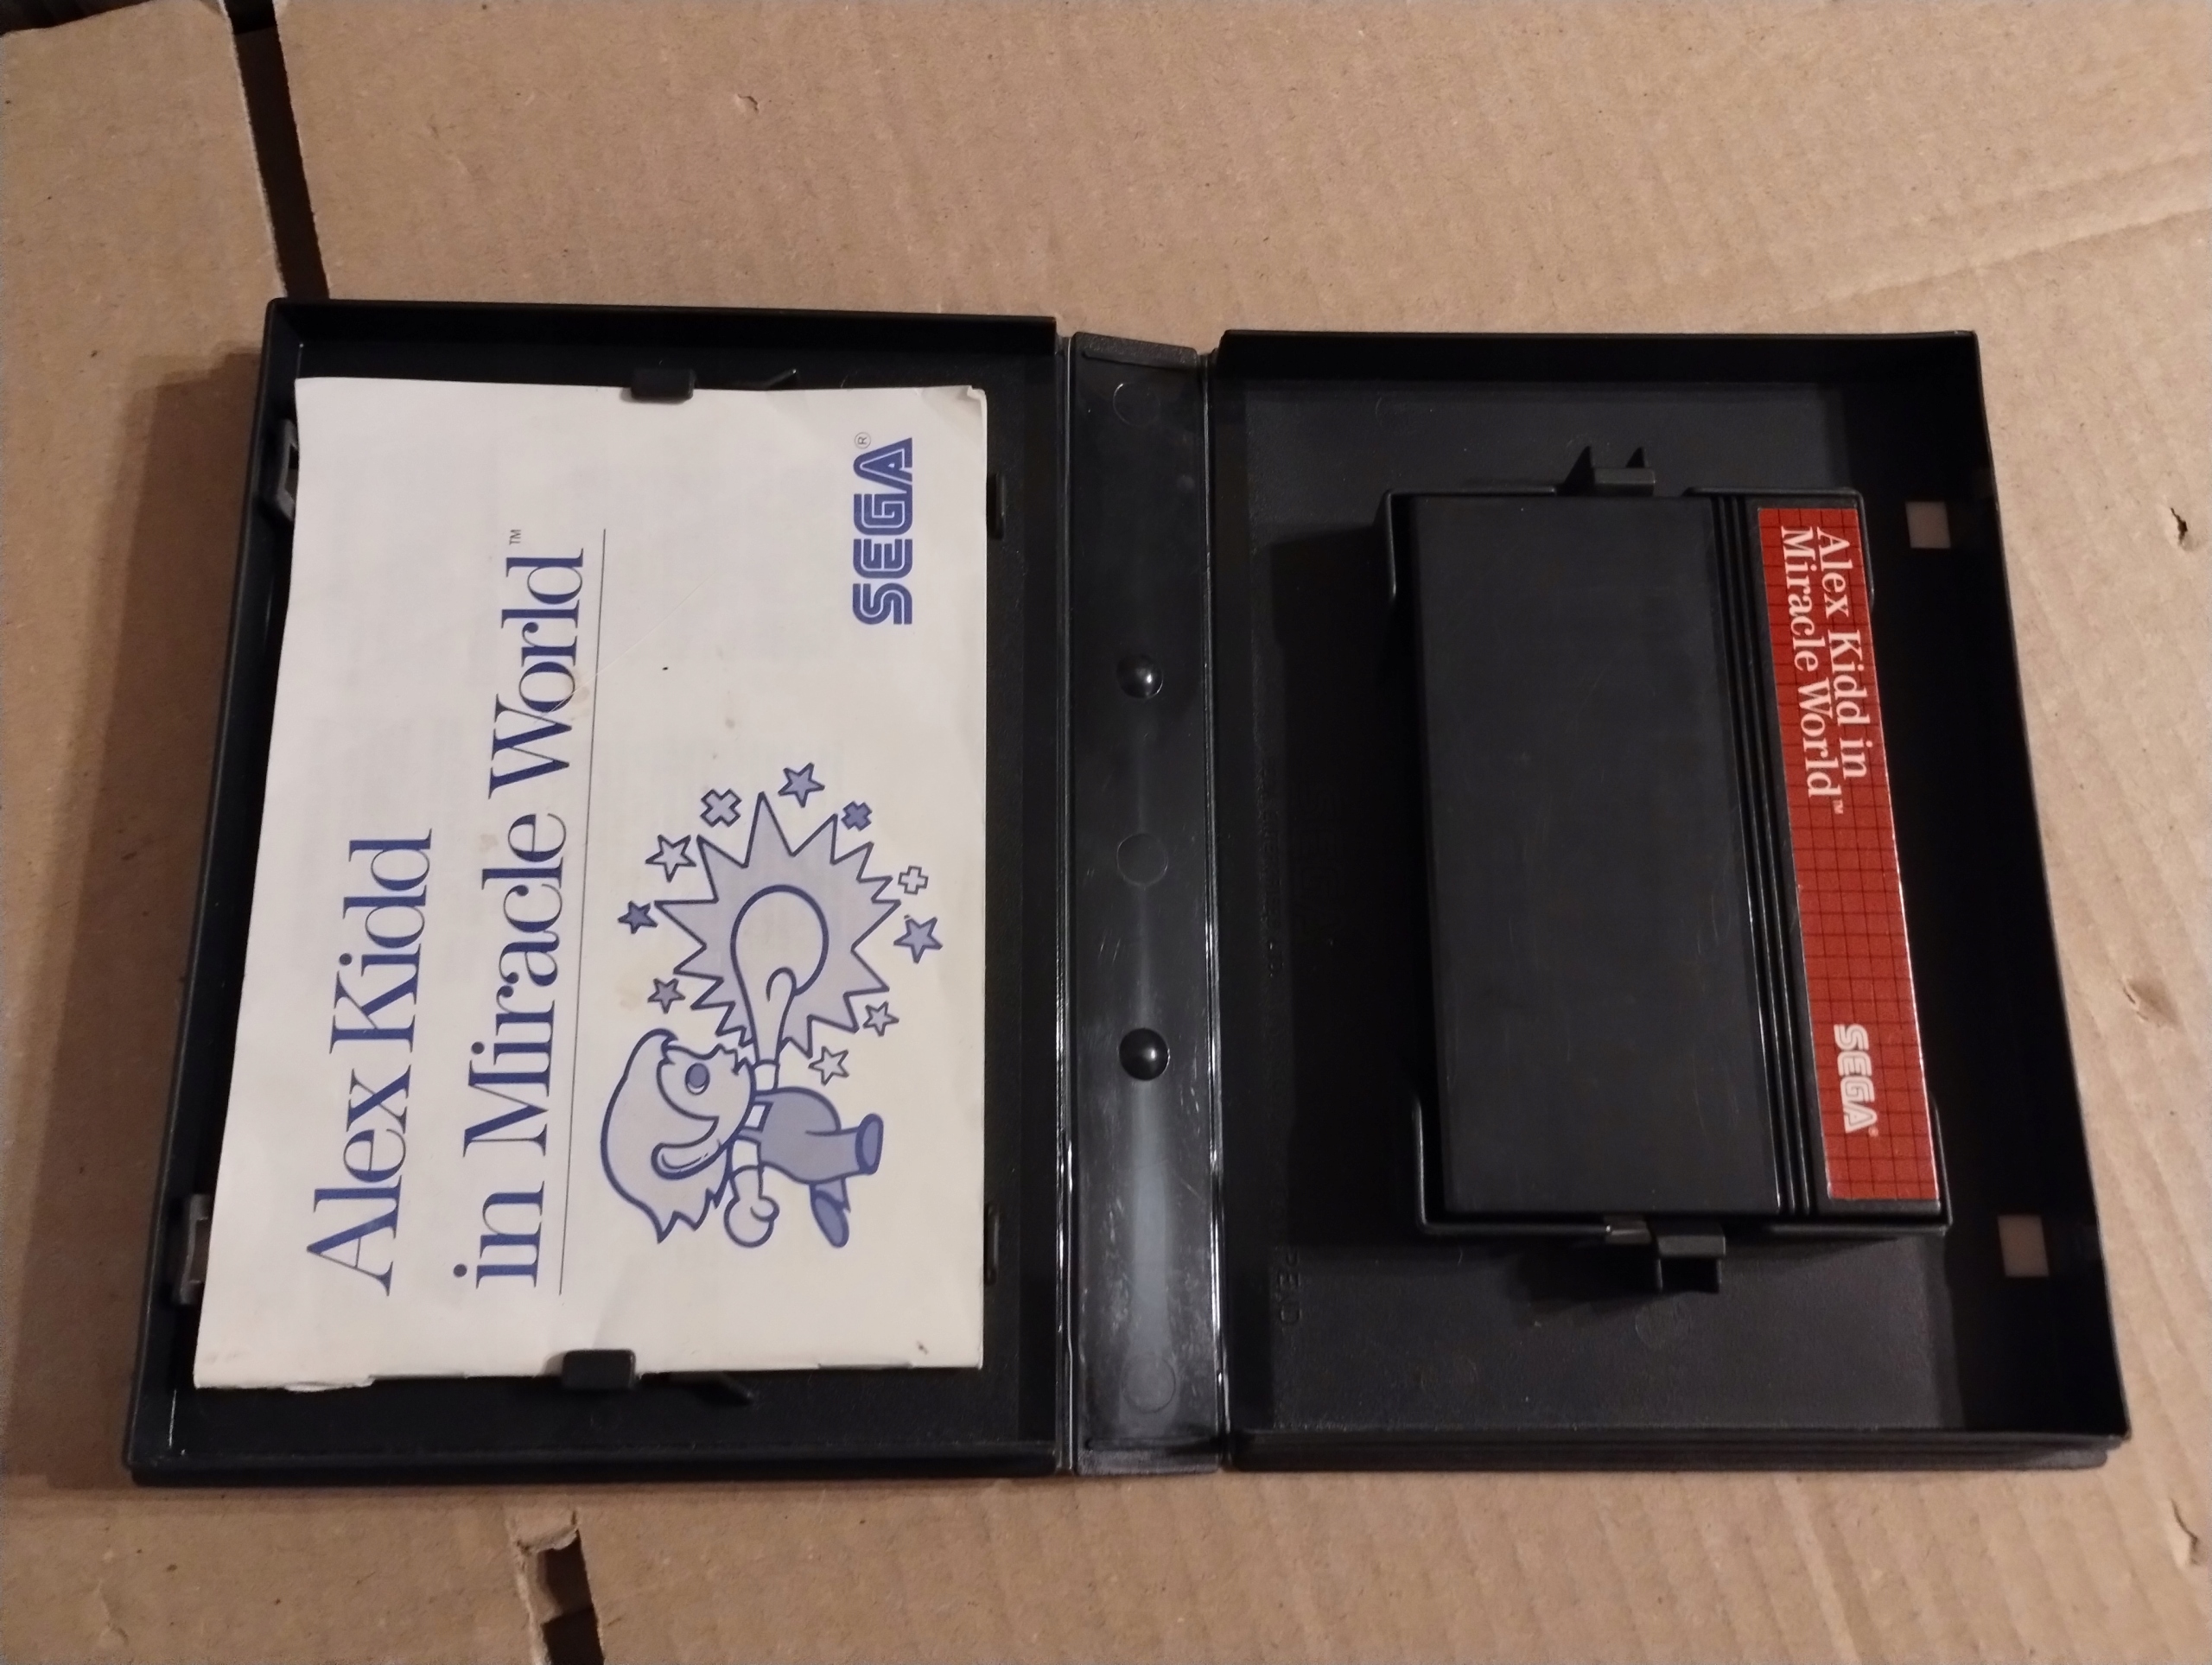 Alex Kidd
in Miracle World™
SEGA®
Alex Kidd in
Miracle World™
SEGA®